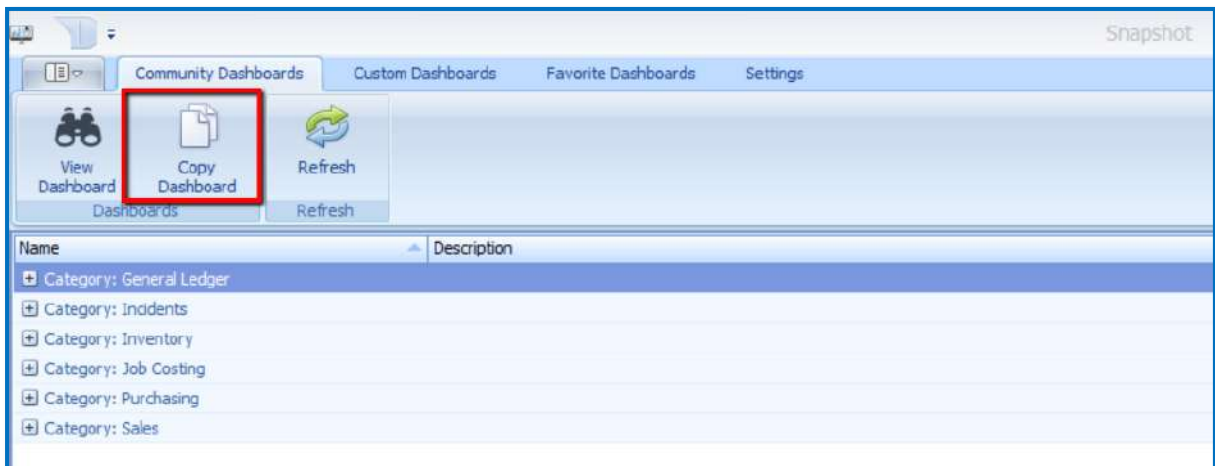 Snapshot
Community Dashboards Custom Dashboards Favorite Dashboards Settings
View Dashboard
Copy Dashboard
Refresh
Dashboards Refresh
Name Description
Category: General Ledger
Category: Incidents
Category: Inventory
Category: Job Costing
Category: Purchasing
Category: Sales